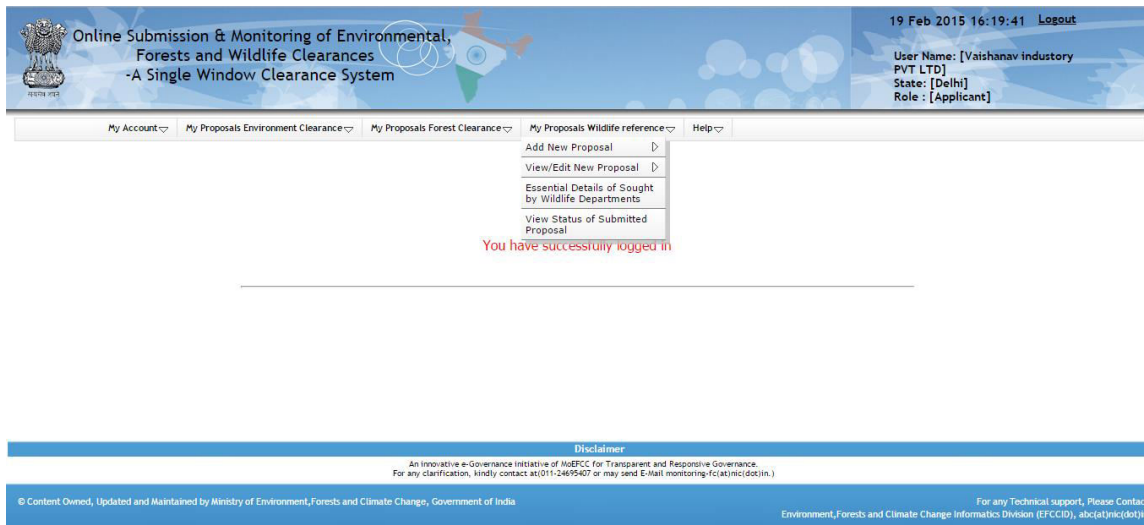 Online Submission & Monitoring of Environmental,
Forests and Wildlife Clearances
-A Single Window Clearance System
19 Feb 2015 16:19:41 Logout
User Name: [Vaishanav industory
PVT LTD]
State: [Delhi]
Role : [Applicant]
My Account My Proposals Environment Clearance My Proposals Forest Clearance My Proposals Wildlife reference Help
Add New Proposal
View/Edit New Proposal
Essential Details of Sought
by Wildlife Departments
View Status of Submitted
Proposal
You have successfully logged in
Disclaimer
An innovative e-Governance initiative of MoEFCC for Transparent and Responsive Governance.
For any clarification, kindly contact at(011-24695407 or may send E-Mail monitoring-fc(at)nic(dot)in.)
© Content Owned, Updated and Maintained by Ministry of Environment,Forests and Climate Change, Government of India
For any Technical support, Please Contac
Environment,Forests and Climate Change Informatics Division (EFCCID), abc(at)nic(dot)i